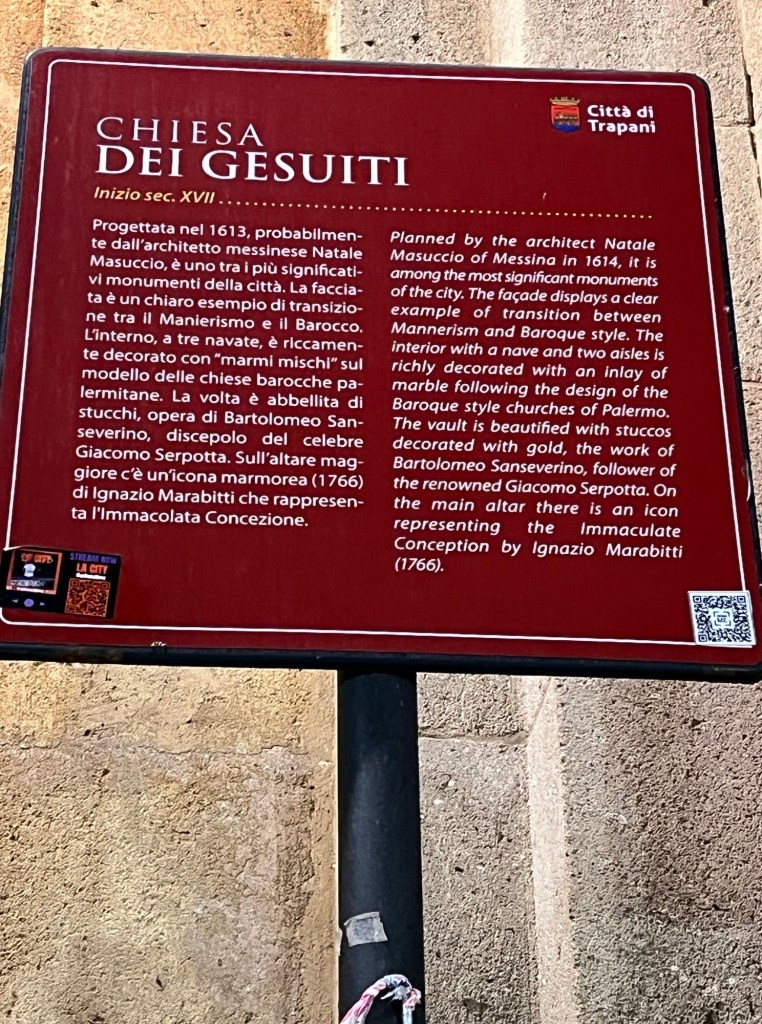 CHIESA
DEI GESUITI
Città di
Trapani
Inizio sec. XVII
Progettata nel 1613, probabilmen-
te dall'architetto messinese Natale
Masuccio, è uno tra i più significati-
vi monumenti della città. La faccia-
ta è un chiaro esempio di transizio-
ne tra il Manierismo e il Barocco.
L'interno, a tre navate, è riccamen-
te decorato con "marmi mischi" sul
modello delle chiese barocche pa-
lermitane. La volta è abbellita di
stucchi, opera di Bartolomeo San-
severino, discepolo del celebre
Giacomo Serpotta. Sull'altare mag-
giore c'è un'icona marmorea (1766)
di Ignazio Marabitti che rappresen-
ta l'Immacolata Concezione.
Planned by the architect Natale
Masuccio of Messina in 1614, it is
among the most significant monuments
of the city. The façade displays a clear
example of transition between
Mannerism and Baroque style. The
interior with a nave and two aisles is
richly decorated with an inlay of
marble following the design of the
Baroque style churches of Palermo.
The vault is beautified with stuccos
decorated with gold, the work of
Bartolomeo Sanseverino, follower of
the renowned Giacomo Serpotta. On
the main altar there is an icon
representing the Immaculate
Conception by Ignazio Marabitti
(1766).
STREAM NOW
LA CITY